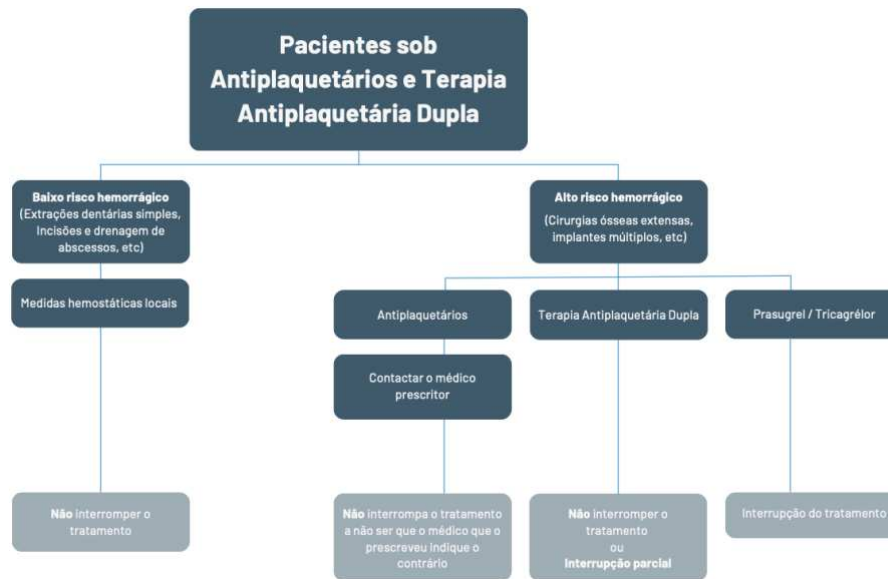 Pacientes sob
Antiplaquetários e Terapia
Antiplaquetária Dupla
Baixo risco hemorrágico
(Extrações dentárias simples,
Incisões e drenagem de
abscessos, etc)
Alto risco hemorrágico
(Cirurgias ósseas extensas,
implantes múltiplos, etc)
Medidas hemostáticas locais
Antiplaquetários
Terapia Antiplaquetária Dupla
Prasugrel / Tricagrélor
Contactar o médico
prescritor
Não interromper o
tratamento
Não interrompa o tratamento
a não ser que o médico que o
prescreveu indique o
contrário
Não interromper o
tratamento
ou
Interrupção parcial
Interrupção do tratamento